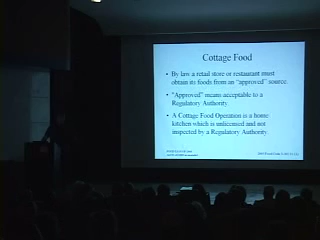 Cottage Food
• By law a retail store or restaurant must
obtain its foods from an “approved” source.
• "Approved" means acceptable to a
Regulatory Authority.
• A Cottage Food Operation is a home
kitchen which is unlicensed and not
inspected by a Regulatory Authority.